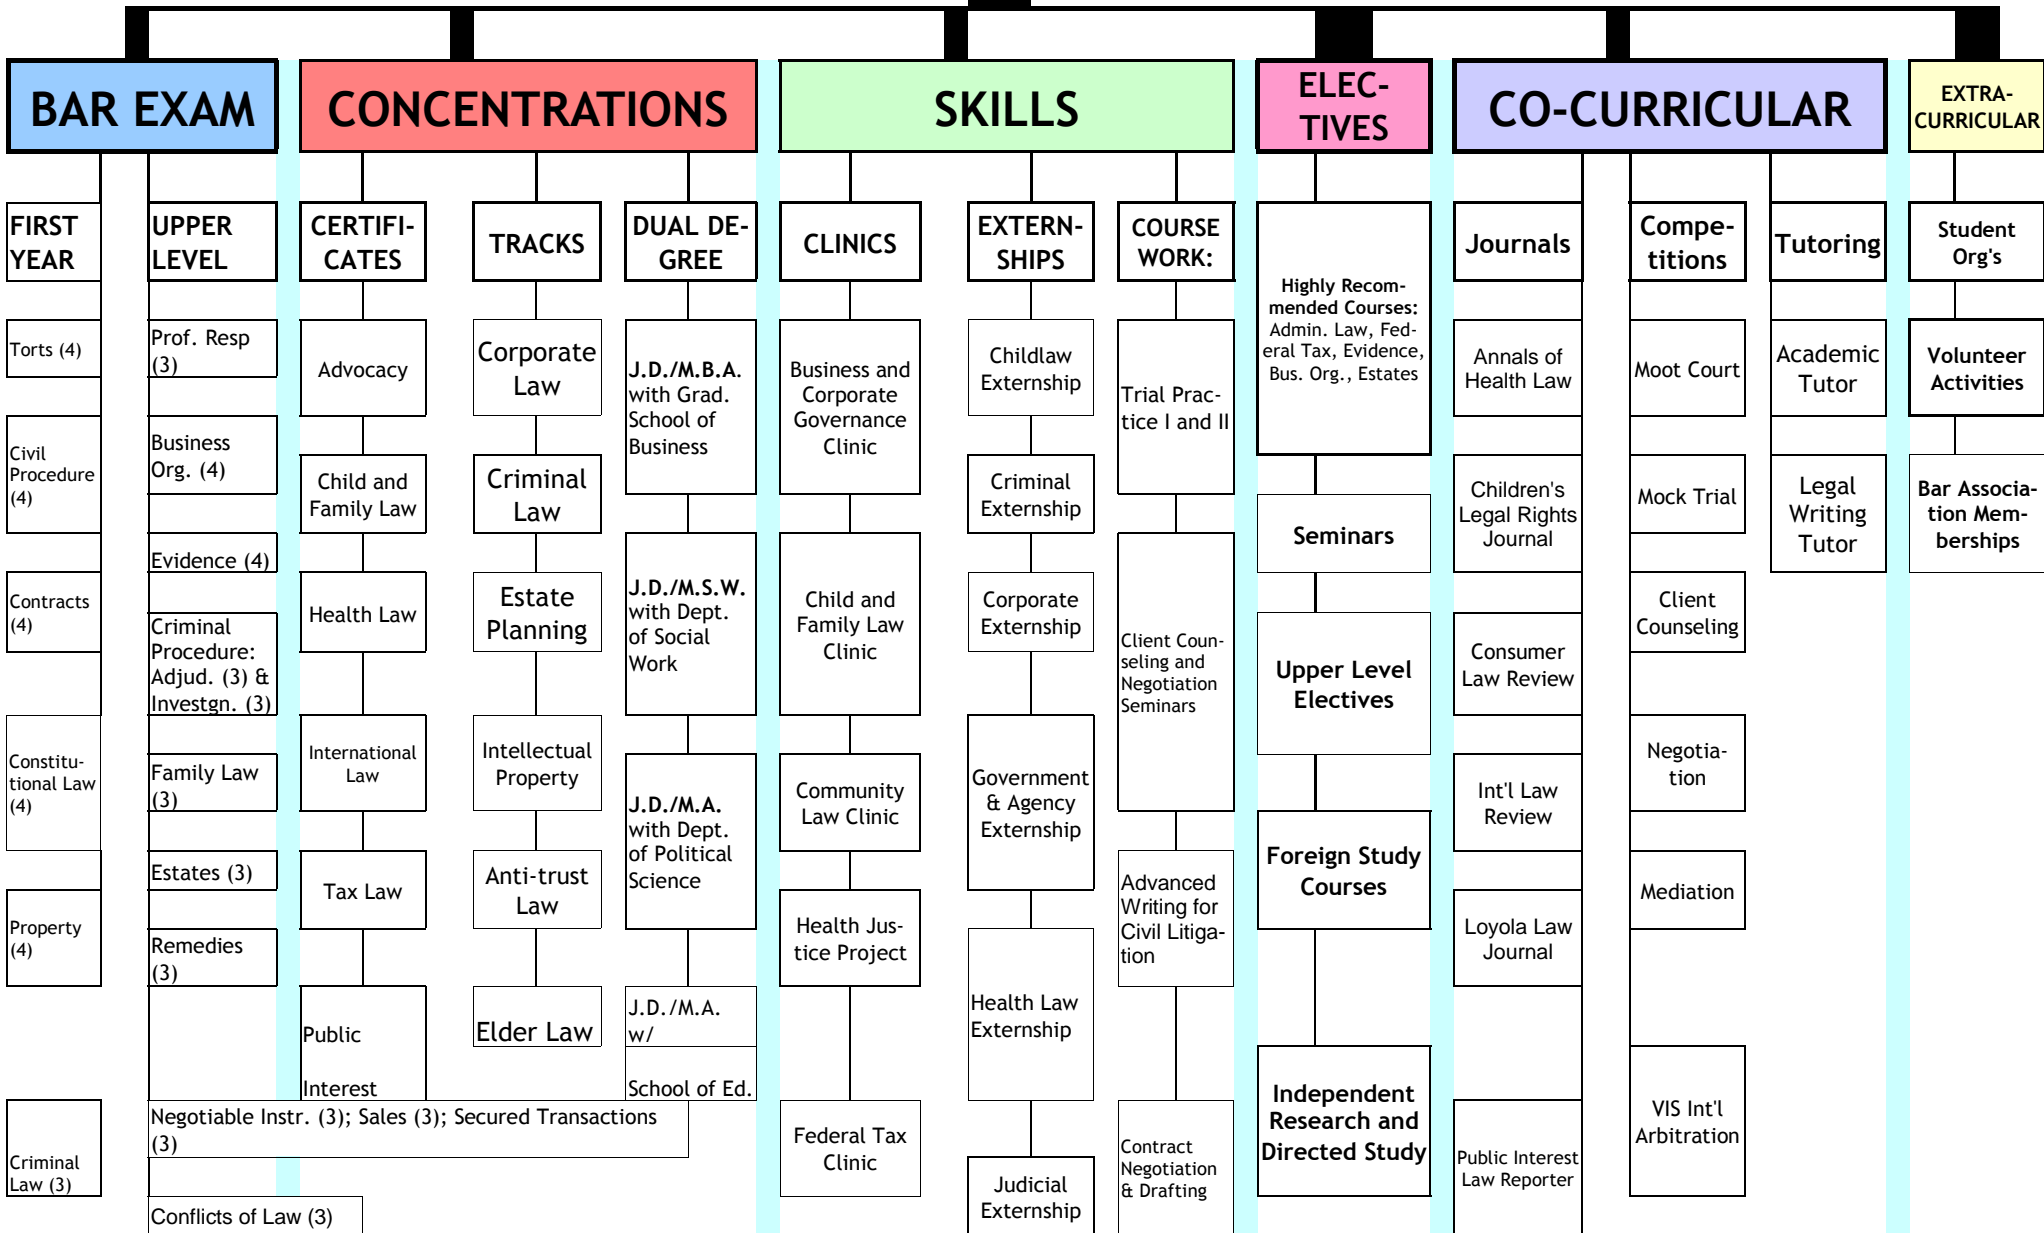 BAR EXAM
CONCENTRATIONS
SKILLS
ELEC-
TIVES
CO-CURRICULAR
EXTRA-
CURRICULAR
FIRST
YEAR
Torts (4)
Civil
Procedure
(4)
Contracts
(4)
Constitu-
tional Law
(4)
Property
(4)
Criminal
Law (3)
UPPER
LEVEL
Prof. Resp
(3)
Business
Org. (4)
Evidence (4)
Criminal
Procedure:
Adjud. (3) &
Investgn. (3)
Family Law
(3)
Estates (3)
Remedies
(3)
Negotiable Instr. (3); Sales (3); Secured Transactions
(3)
Conflicts of Law (3)
CERTIFI-
CATES
Advocacy
Child and
Family Law
Health Law
International
Law
Tax Law
Public
Interest
TRACKS
Corporate
Law
Criminal
Law
Estate
Planning
Intellectual
Property
Anti-trust
Law
Elder Law
DUAL DE-
GREE
J.D./M.B.A.
with Grad.
School of
Business
J.D./M.S.W.
with Dept.
of Social
Work
J.D./M.A.
with Dept.
of Political
Science
J.D./M.A.
w/
School of Ed.
CLINICS
Business and
Corporate
Governance
Clinic
Child and
Family Law
Clinic
Community
Law Clinic
Health Jus-
tice Project
Federal Tax
Clinic
EXTERN-
SHIPS
Childlaw
Externship
Criminal
Externship
Corporate
Externship
Government
& Agency
Externship
Health Law
Externship
Judicial
Externship
COURSE
WORK:
Trial Prac-
tice I and II
Client Coun-
seling and
Negotiation
Seminars
Advanced
Writing for
Civil Litiga-
tion
Contract
Negotiation
& Drafting
Highly Recom-
mended Courses:
Admin. Law, Fed-
eral Tax, Evidence,
Bus. Org., Estates
Seminars
Upper Level
Electives
Foreign Study
Courses
Independent
Research and
Directed Study
Journals
Annals of
Health Law
Children's
Legal Rights
Journal
Consumer
Law Review
Int'l Law
Review
Loyola Law
Journal
Public Interest
Law Reporter
Compe-
titions
Moot Court
Mock Trial
Client
Counseling
Negotia-
tion
Mediation
VIS Int'l
Arbitration
Tutoring
Academic
Tutor
Legal
Writing
Tutor
Student
Org's
Volunteer
Activities
Bar Associa-
tion Mem-
berships